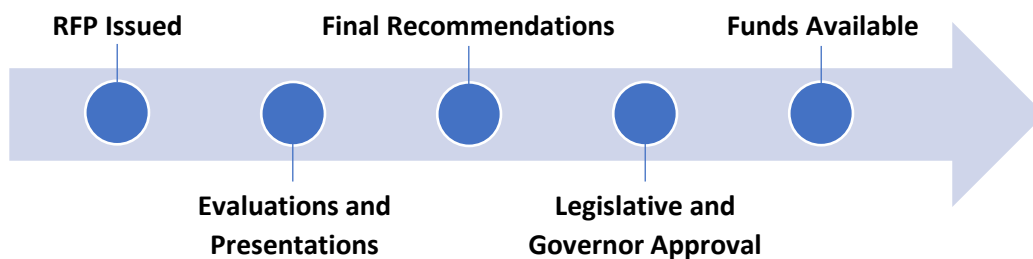 RFP Issued
Final Recommendations
Funds Available
Evaluations and
Presentations
Legislative and
Governor Approval